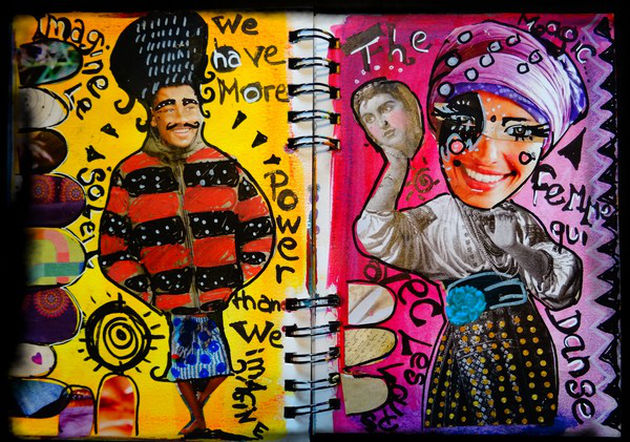 Imagine Le
Soleil
We
have
More
Power
than
We
imagine
The
Magic
Femme
qui
Danse
avec Les